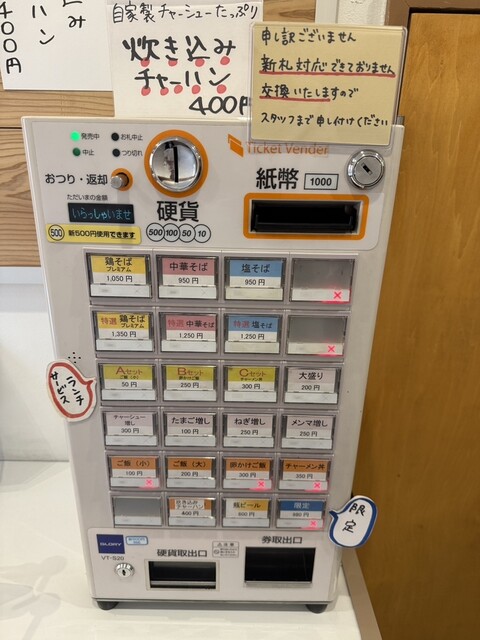 み
ハン
400円
自家製チャーシューたっぷり
炊き込み
チャーハン
400円
申し訳ございません
新札対応できておりません
交換いたしますので
スタッフまで申し付けください
発売中
お札中止
中止
つり切れ
Ticket Vender
おつり・返却
ただいまの金額
いらっしゃいませ
硬貨
紙幣
1000
500
新500円使用できます
500 100 50 10
鶏そば
プレミアム
1,050円
中華そば
950円
塩そば
950円
特選 鶏そば
プレミアム
1,350円
特選 中華そば
1,250円
特選 塩そば
1,250円
ランチ
サービス
Aセット
ご飯(小)
50円
Bセット
250円
Cセット
チャーメン丼
300円
大盛り
200円
チャーシュー
増し
300円
たまご増し
100円
ねぎ増し
250円
メンマ増し
250円
ご飯(小)
100円
ご飯(大)
200円
卵かけご飯
300円
チャーメン丼
350円
炊き込み
チャーハン
400円
瓶ビール
600円
限定
限定
GLORY
VT-S20
硬貨取出口
券取出口